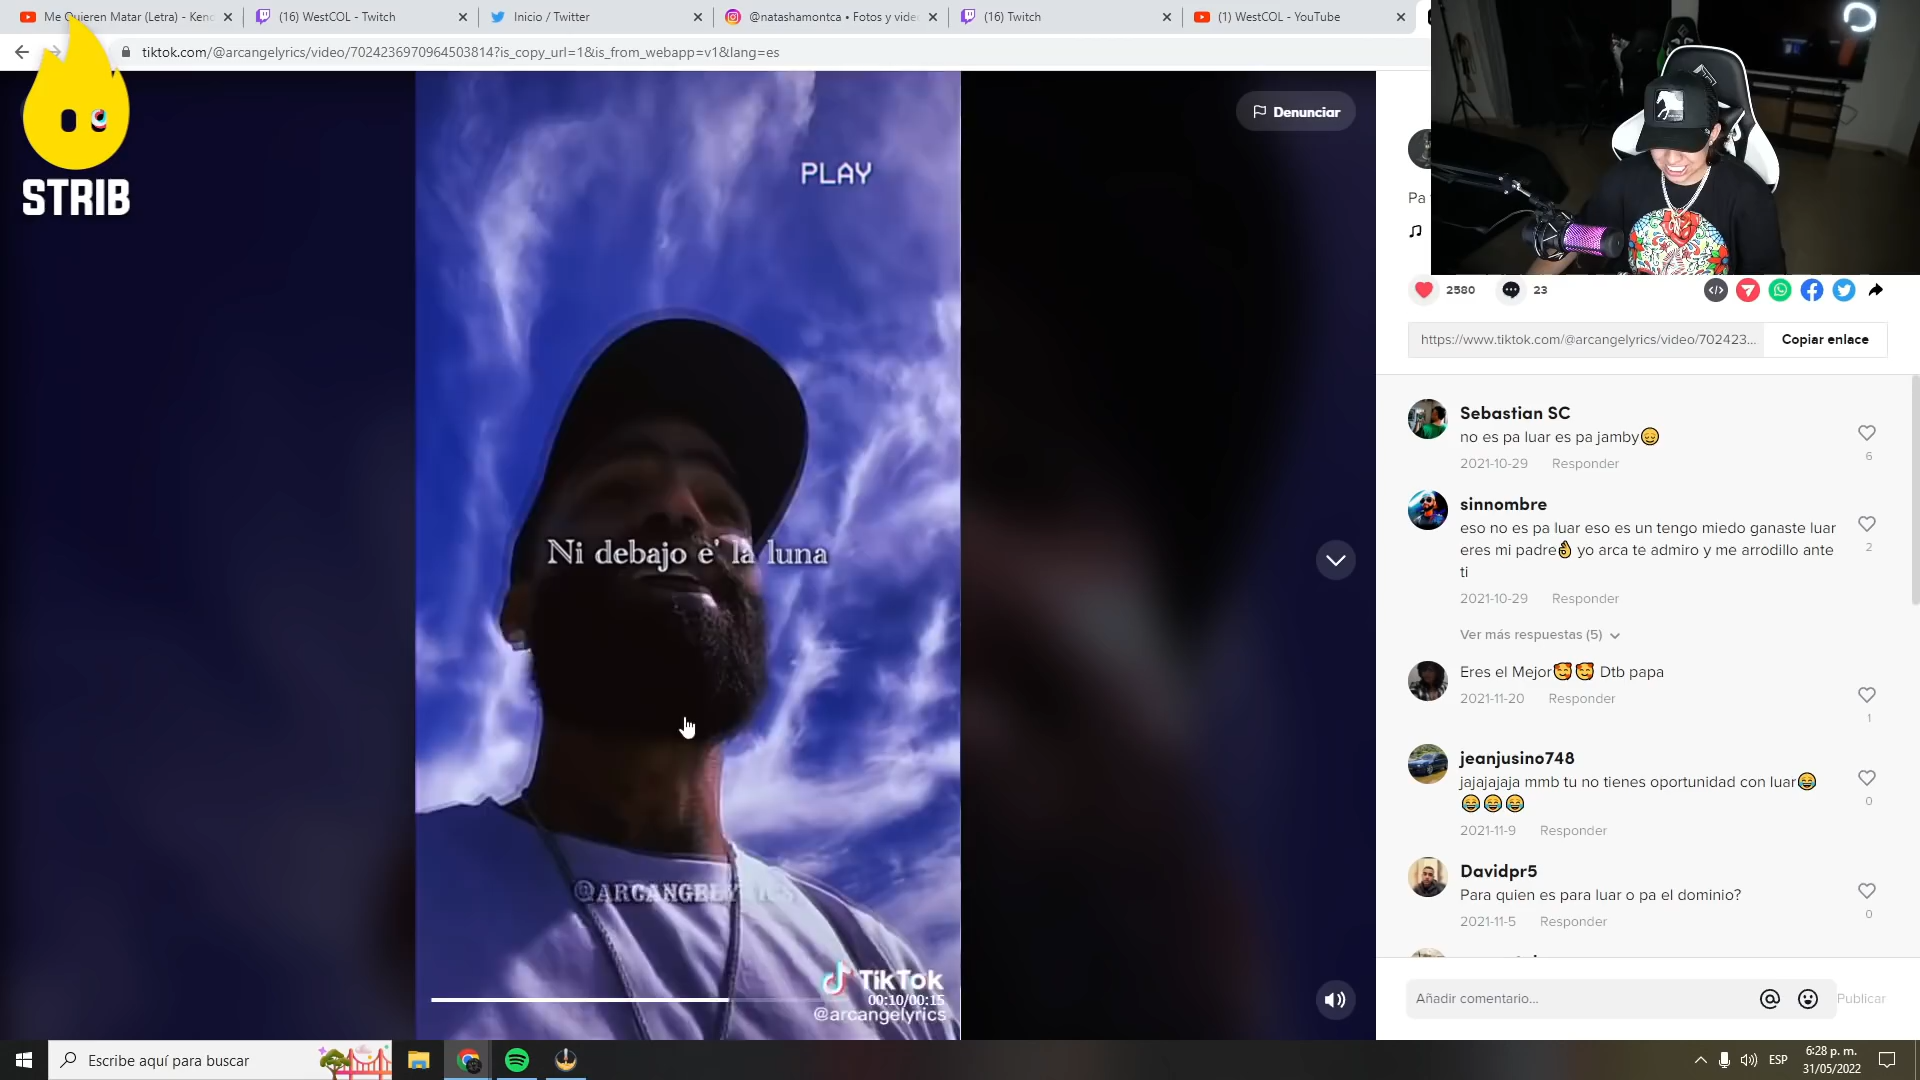 Me Quieren Matar (Letra) - Kend
(16) WestCOL - Twitch
Inicio / Twitter
@natashamontca • Fotos y vide
(16) Twitch
(1) WestCOL - YouTube
tiktok.com/@arcangelyrics/video/7024236970964503814?is_copy_url=1&is_from_webapp=v1&lang=es
STRIB
Denunciar
PLAY
Ni debajo e' la luna
@ARCANGELYRICS
TikTok
00:10/00:15
@arcangelyrics
Pa
2580
23
https://www.tiktok.com/@arcangelyrics/video/702423...
Copiar enlace
Sebastian SC
no es pa luar es pa jamby😔
6
2021-10-29 Responder
sinnombre
eso no es pa luar eso es un tengo miedo ganaste luar
eres mi padre👌 yo arca te admiro y me arrodillo ante
ti
2
2021-10-29 Responder
Ver más respuestas (5)
Eres el Mejor🥰🥰 Dtb papa
2021-11-20 Responder
1
jeanjusino748
jajajajaja mmb tu no tienes oportunidad con luar😂
😂😂😂
0
2021-11-9 Responder
Davidpr5
Para quien es para luar o pa el dominio?
2021-11-5 Responder
0
Añadir comentario...
Publicar
Escribe aquí para buscar
ESP
6:28 p. m.
31/05/2022